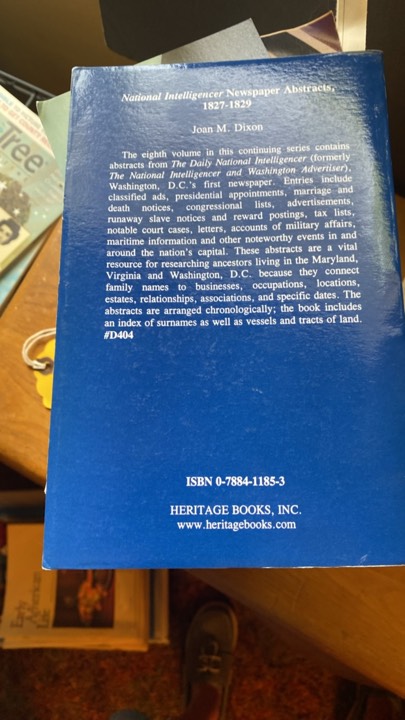 National Intelligencer Newspaper Abstracts,
1827-1829
Joan M. Dixon
The eighth volume in this continuing series contains
abstracts from The Daily National Intelligencer (formerly
The National Intelligencer and Washington Advertiser),
Washington, D.C.'s first newspaper. Entries include
classified ads, presidential appointments, marriage and
death notices, congressional lists, advertisements,
runaway slave notices and reward postings, tax lists,
notable court cases, letters, accounts of military affairs,
maritime information and other noteworthy events in and
around the nation's capital. These abstracts are a vital
resource for researching ancestors living in the Maryland,
Virginia and Washington, D.C. because they connect
family names to businesses, occupations, locations,
estates, relationships, associations, and specific dates. The
abstracts are arranged chronologically; the book includes
an index of surnames as well as vessels and tracts of land.
#D404
ISBN 0-7884-1185-3
HERITAGE BOOKS, INC.
www.heritagebooks.com
Tree
Early
American
Life